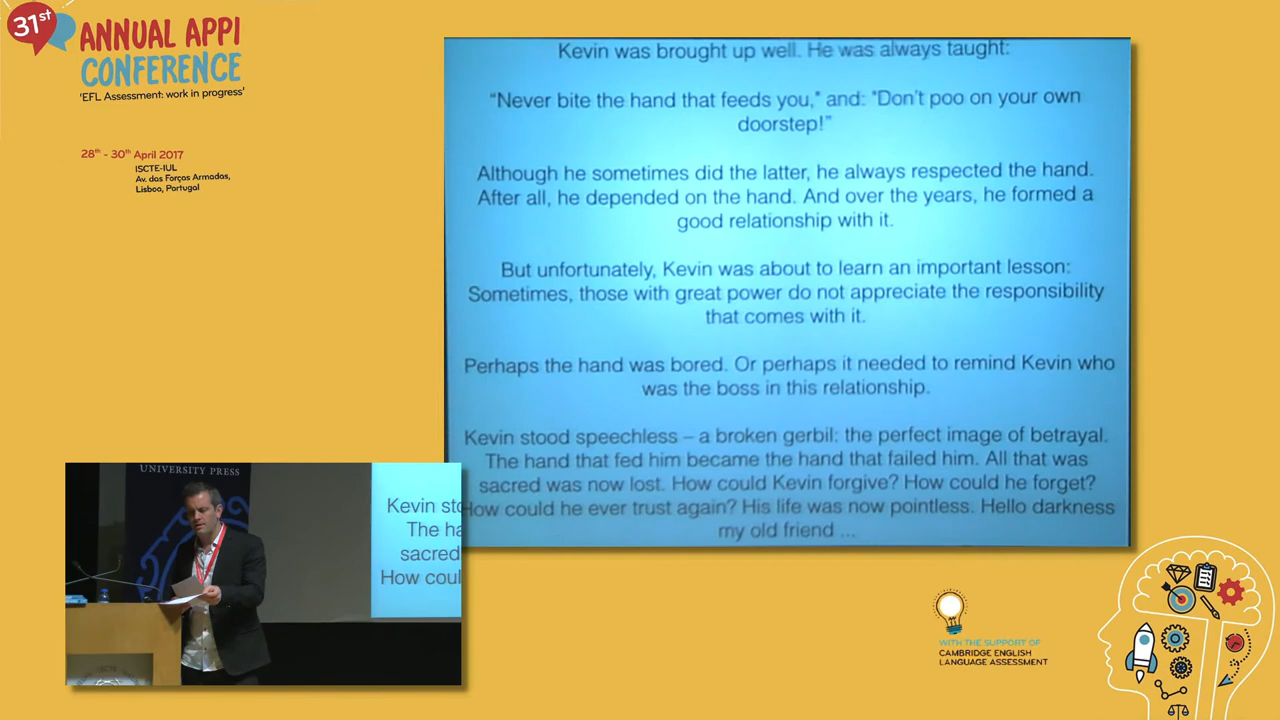 31st
ANNUAL APPI
CONFERENCE
'EFL Assessment: work in progress'
28th - 30th April 2017
ISCTE-IUL
Av. das Forças Armadas,
Lisboa, Portugal
Kevin was brought up well. He was always taught:
"Never bite the hand that feeds you," and: "Don't poo on your own
doorstep!"
Although he sometimes did the latter, he always respected the hand.
After all, he depended on the hand. And over the years, he formed a
good relationship with it.
But unfortunately, Kevin was about to learn an important lesson:
Sometimes, those with great power do not appreciate the responsibility
that comes with it.
Perhaps the hand was bored. Or perhaps it needed to remind Kevin who
was the boss in this relationship.
Kevin stood speechless – a broken gerbil: the perfect image of betrayal.
The hand that fed him became the hand that failed him. All that was
sacred was now lost. How could Kevin forgive? How could he forget?
How could he ever trust again? His life was now pointless. Hello darkness
my old friend ...
UNIVERSITY PRESS
Kevin sto
The ha
sacred
How coul
ISCTE
WITH THE SUPPORT OF
CAMBRIDGE ENGLISH
LANGUAGE ASSESSMENT